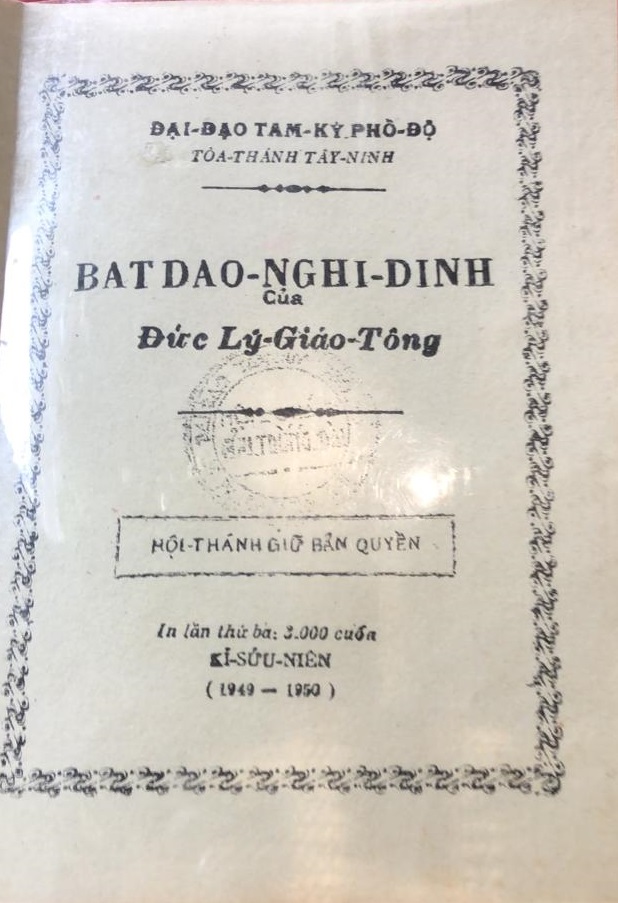 ĐẠI-ĐẠO TAM-KỲ PHỔ-ĐỘ
TÒA-THÁNH TÂY-NINH
BAT DAO-NGHI-DINH
Của
Đức Lý-Giáo-Tông
HỘI-THÁNH GIỮ BẢN QUYỀN
In lần thứ ba: 3.000 cuốn
KỈ-SỬU-NIÊN
( 1949 — 1950 )